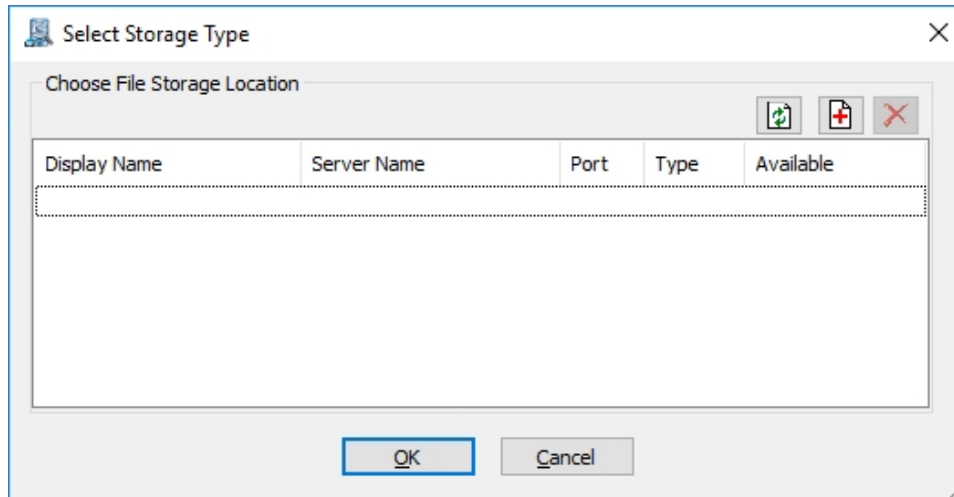 Select Storage Type
Choose File Storage Location
Display Name Server Name Port Type Available
OK Cancel